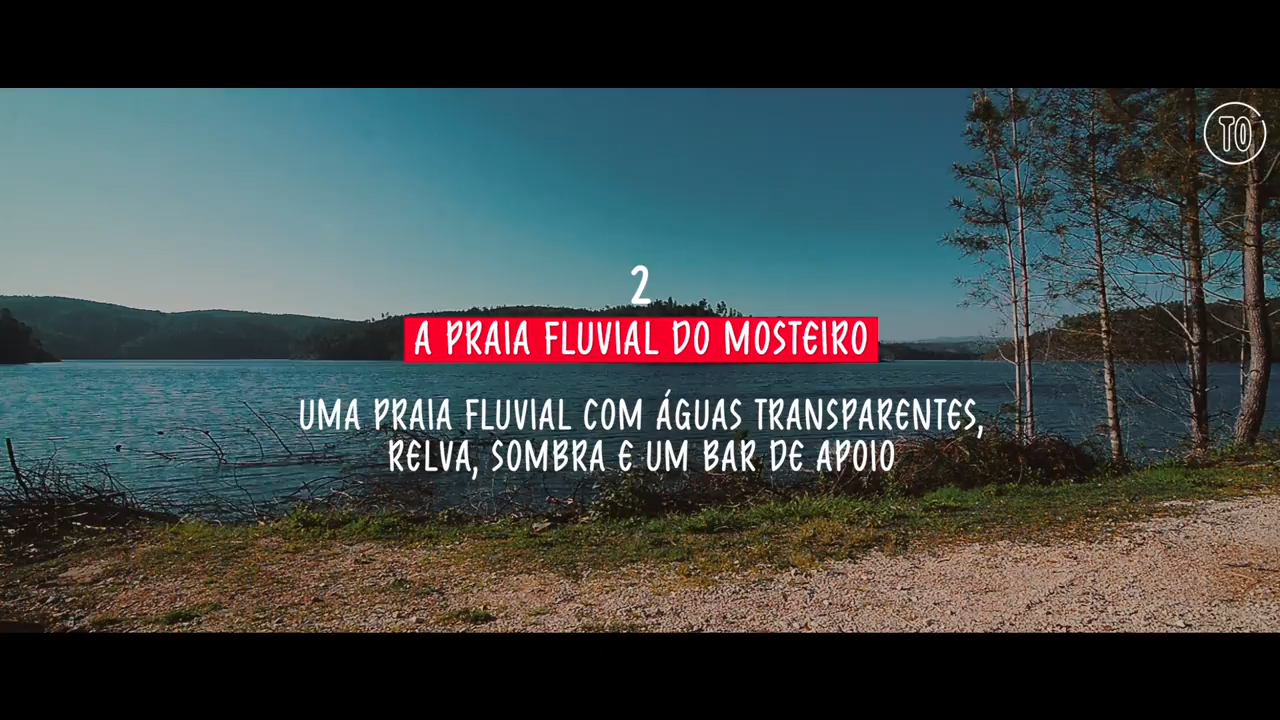 TO
2
A PRAIA FLUVIAL DO MOSTEIRO
UMA PRAIA FLUVIAL COM ÁGUAS TRANSPARENTES,
RELVA, SOMBRA E UM BAR DE APOIO